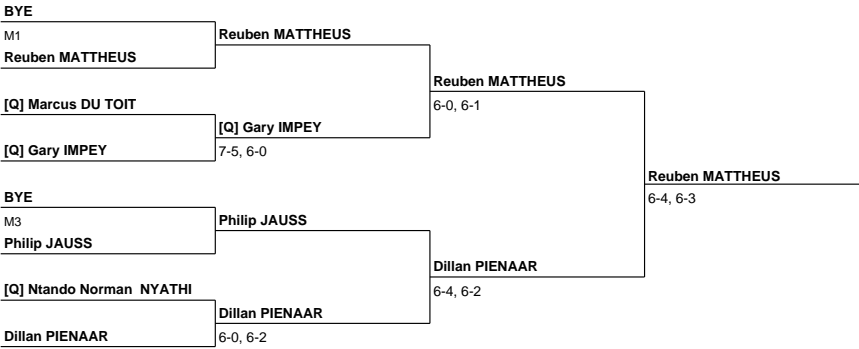 BYE
M1
Reuben MATTHEUS
Reuben MATTHEUS
[Q] Marcus DU TOIT
[Q] Gary IMPEY
[Q] Gary IMPEY
7-5, 6-0
Reuben MATTHEUS
6-0, 6-1
BYE
M3
Philip JAUSS
Philip JAUSS
[Q] Ntando Norman  NYATHI
Dillan PIENAAR
Dillan PIENAAR
6-0, 6-2
Dillan PIENAAR
6-4, 6-2
Reuben MATTHEUS
6-4, 6-3